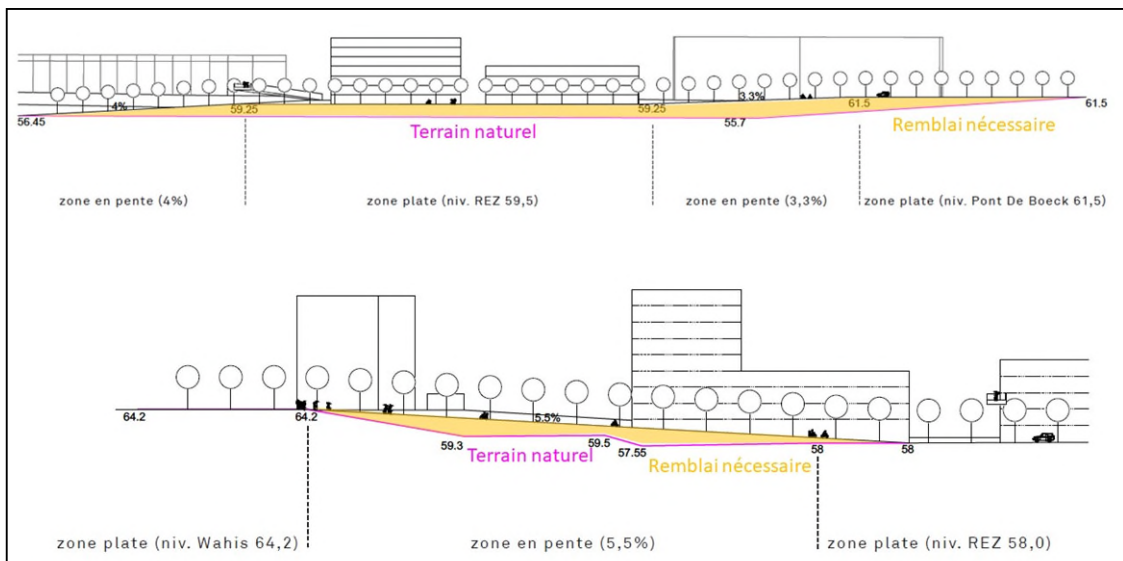 4%
59.25
59.25
3.3%
61.5
61.5
56.45
Terrain naturel
55.7
Remblai nécessaire
zone en pente (4%)
zone plate (niv. REZ 59,5)
zone en pente (3,3%)
zone plate (niv. Pont De Boeck 61,5)
64.2
64.2
5.5%
59.3
59.5
57.55
58
58
Terrain naturel
Remblai nécessaire
zone plate (niv. Wahis 64,2)
zone en pente (5,5%)
zone plate (niv. REZ 58,0)